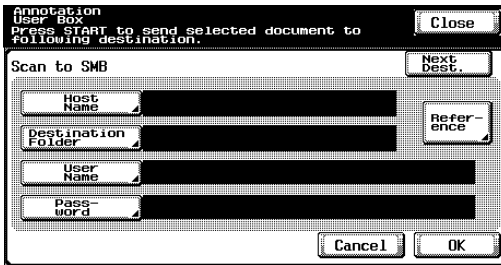 Annotation
User Box
Press START to send selected document to
following destination.
Close
Scan to SMB
Next
Dest.
Host
Name
Refer-
ence
Destination
Folder
User
Name
Pass-
word
Cancel
OK